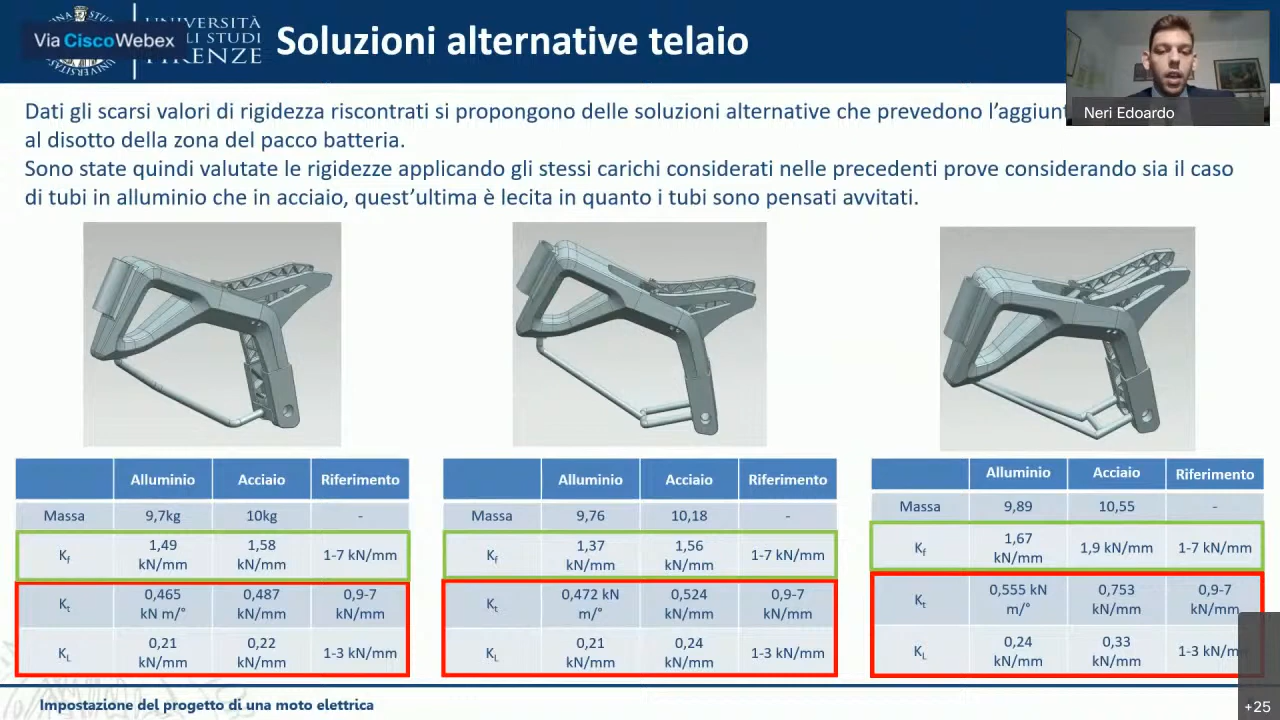 Via Cisco Webex
UNIVERSITÀ
GLI STUDI
FIRENZE
Soluzioni alternative telaio
Neri Edoardo
Dati gli scarsi valori di rigidezza riscontrati si propongono delle soluzioni alternative che prevedono
al disotto della zona del pacco batteria.
Sono state quindi valutate le rigidezze applicando gli stessi carichi considerati nelle precedenti prove considerando sia il caso
di tubi in alluminio che in acciaio, quest'ultima è lecita in quanto i tubi sono pensati avvitati.
Alluminio Acciaio Riferimento
Massa 9,7kg 10kg -
Kf 1,49 kN/mm 1,58 kN/mm 1-7 kN/mm
Kt 0,465 kN m/° 0,487 kN/mm 0,9-7 kN/mm
KL 0,21 kN/mm 0,22 kN/mm 1-3 kN/mm
Alluminio Acciaio Riferimento
Massa 9,76 10,18 -
Kf 1,37 kN/mm 1,56 kN/mm 1-7 kN/mm
Kt 0,472 kN m/° 0,524 kN/mm 0,9-7 kN/mm
KL 0,21 kN/mm 0,24 kN/mm 1-3 kN/mm
Alluminio Acciaio Riferimento
Massa 9,89 10,55 -
Kf 1,67 kN/mm 1,9 kN/mm 1-7 kN/mm
Kt 0,555 kN m/° 0,753 kN/mm 0,9-7 kN/mm
KL 0,24 kN/mm 0,33 kN/mm 1-3 kN/m
Impostazione del progetto di una moto elettrica
+25